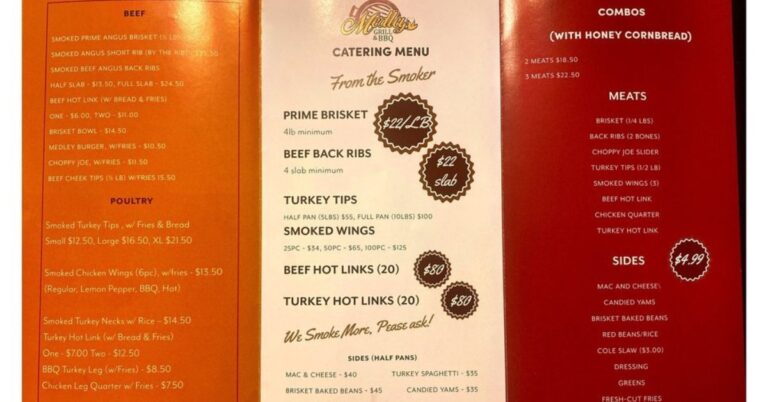 BEEF
SMOKED PRIME ANGUS BRISKET (½ LB)
SMOKED ANGUS SHORT RIB (BY THE RIB)
SMOKED BEEF ANGUS BACK RIBS
HALF SLAB - $13.50, FULL SLAB - $24.50
BEEF HOT LINK (W/ BREAD & FRIES)
ONE - $6.00, TWO - $11.00
BRISKET BOWL - $14.50
MEDLEY BURGER, W/FRIES - $10.50
CHOPPY JOE, W/FRIES - $11.50
BEEF CHEEK TIPS (½ LB) W/FRIES 15.50
POULTRY
Smoked Turkey Tips , w/ Fries & Bread
Small $12.50, Large $16.50, XL $21.50
Smoked Chicken Wings (6pc), w/fries - $13.50
(Regular, Lemon Pepper, BBQ, Hot)
Smoked Turkey Necks w/ Rice - $14.50
Turkey Hot Link (w/ Bread & Fries)
One - $7.00 Two - $12.50
BBQ Turkey Leg (w/Fries) - $8.50
Chicken Leg Quarter w/ Fries - $7.50
Medley
GRILL
& BBQ
CATERING MENU
From the Smoker
PRIME BRISKET
4lb minimum
$22/LB
BEEF BACK RIBS
4 slab minimum
$22
slab
TURKEY TIPS
HALF PAN (5LBS) $55, FULL PAN (10LBS) $100
SMOKED WINGS
25PC - $34, 50PC - $65, 100PC - $125
BEEF HOT LINKS (20)
$80
TURKEY HOT LINKS (20)
$80
We Smoke More, Pease ask!
SIDES (HALF PANS)
MAC & CHEESE - $40 TURKEY SPAGHETTI - $35
BRISKET BAKED BEANS - $45 CANDIED YAMS - $35
COMBOS
(WITH HONEY CORNBREAD)
2 MEATS $18.50
3 MEATS $22.50
MEATS
BRISKET (1/4 LBS)
BACK RIBS (2 BONES)
CHOPPY JOE SLIDER
TURKEY TIPS (1/2 LB)
SMOKED WINGS (3)
BEEF HOT LINK
CHICKEN QUARTER
TURKEY HOT LINK
SIDES
$4.99
MAC AND CHEESE\
CANDIED YAMS
BRISKET BAKED BEANS
RED BEANS/RICE
COLE SLAW ($3.00)
DRESSING
GREENS
FRESH-CUT FRIES